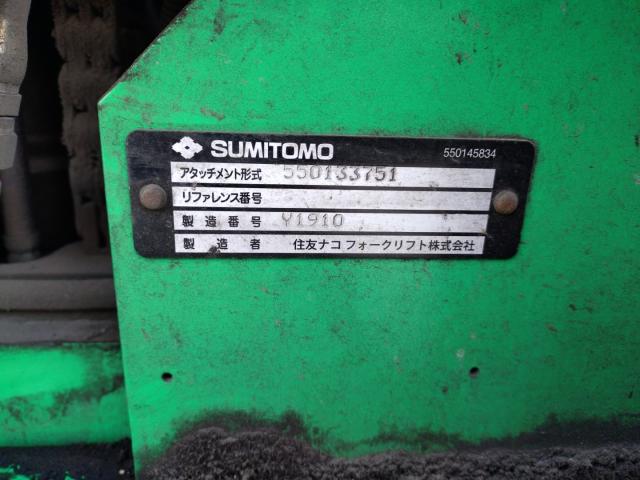 SUMITOMO 550145834
アタッチメント形式 550133751
リファレンス番号
製造番号 Y1910
製造者 住友ナコ フォークリフト株式会社